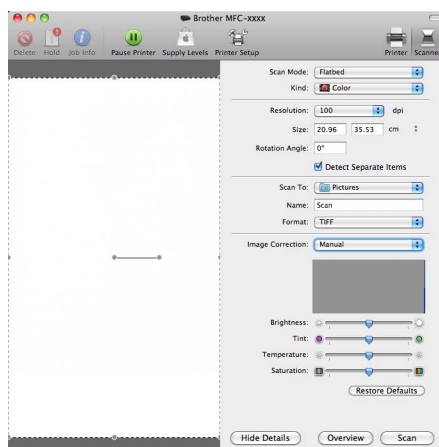 Brother MFC-xxxx
Delete Hold Job Info Pause Printer Supply Levels Printer Setup Printer Scanner
Scan Mode: Flatbed
Kind: Color
Resolution: 100 dpi
Size: 20.96 35.53 cm
Rotation Angle: 0°
Detect Separate Items
Scan To: Pictures
Name: Scan
Format: TIFF
Image Correction: Manual
Brightness:
Tint:
Temperature:
Saturation:
Restore Defaults
Hide Details Overview Scan